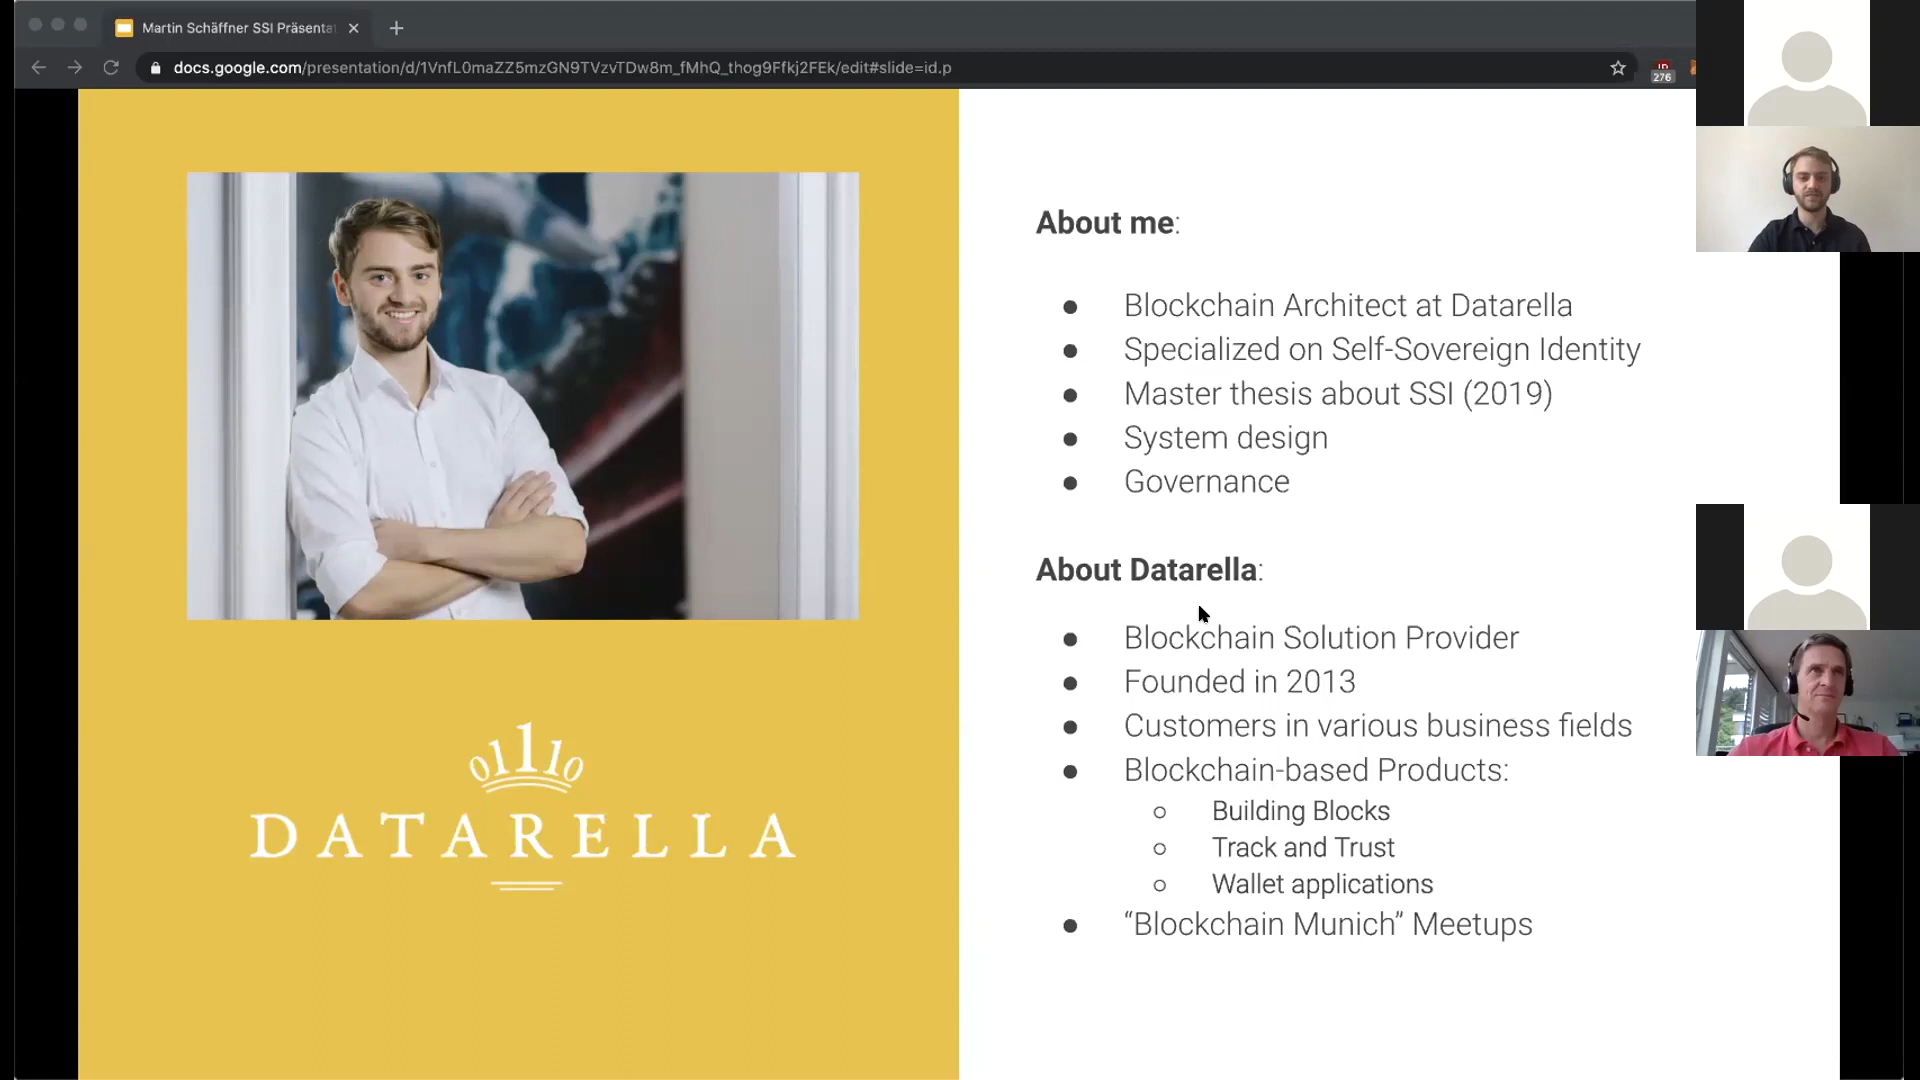 Martin Schäffner SSI Präsenta
docs.google.com/presentation/d/1VnfL0maZZ5mzGN9TVzvTDw8m_fMhQ_thog9Ffkj2FEk/edit#slide=id.p
276
About me:
Blockchain Architect at Datarella
Specialized on Self-Sovereign Identity
Master thesis about SSI (2019)
System design
Governance
About Datarella:
Blockchain Solution Provider
Founded in 2013
Customers in various business fields
Blockchain-based Products:
Building Blocks
Track and Trust
Wallet applications
“Blockchain Munich” Meetups
01110
DATARELLA